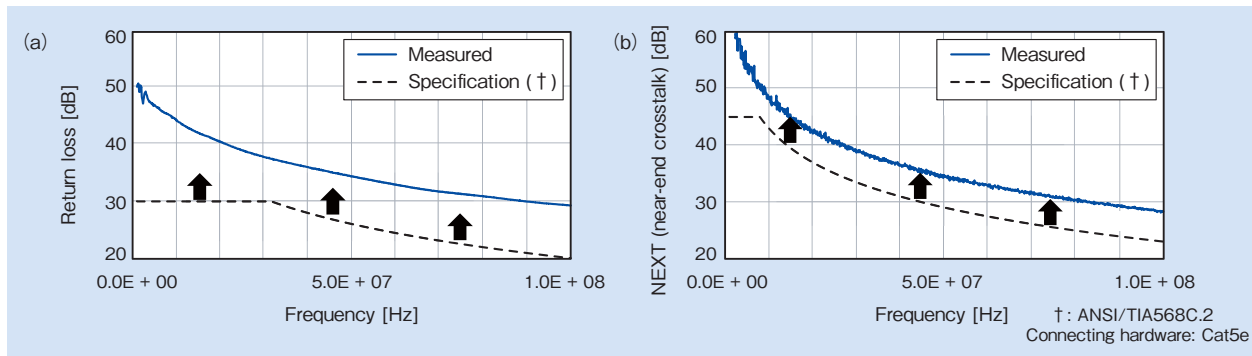 (a)
60
50
40
30
20
Return loss [dB]
Measured
Specification (†)
0.0E + 00
5.0E + 07
1.0E + 08
Frequency [Hz]
(b)
60
50
40
30
20
NEXT (near-end crosstalk) [dB]
Measured
Specification (†)
0.0E + 00
5.0E + 07
1.0E + 08
Frequency [Hz]
†: ANSI/TIA568C.2
Connecting hardware: Cat5e